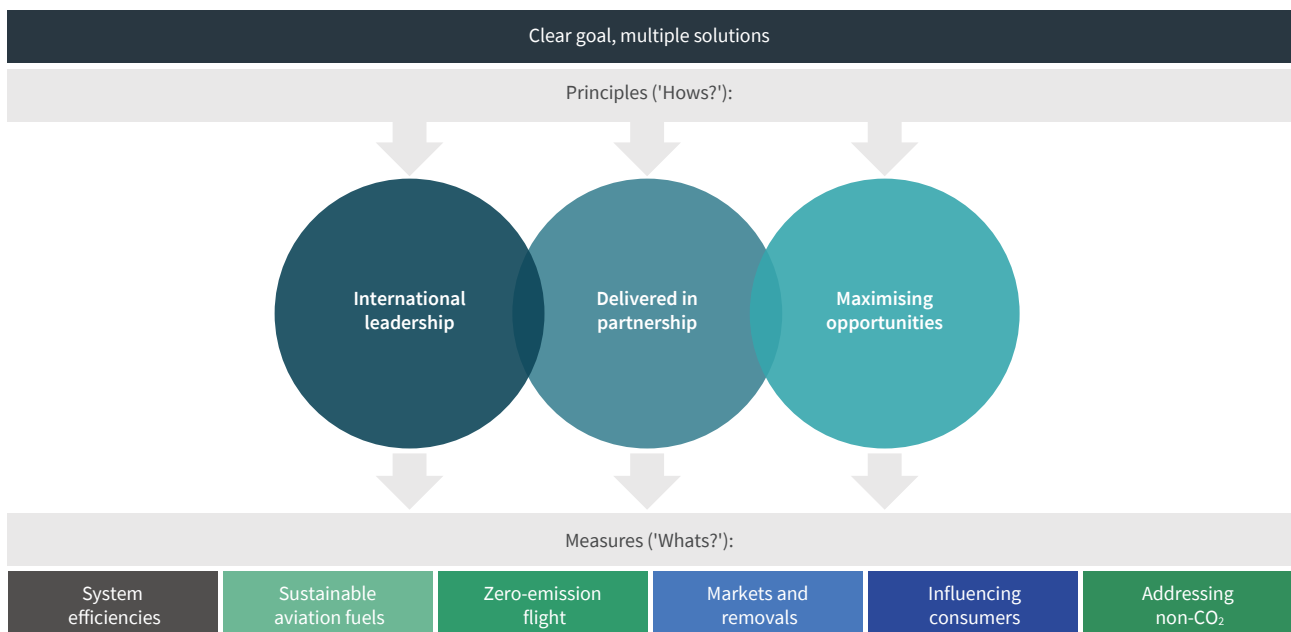 Clear goal, multiple solutions
Principles ('Hows?'):
International
leadership
Delivered in
partnership
Maximising
opportunities
Measures ('Whats?'):
System
efficiencies
Sustainable
aviation fuels
Zero-emission
flight
Markets and
removals
Influencing
consumers
Addressing
non-CO₂